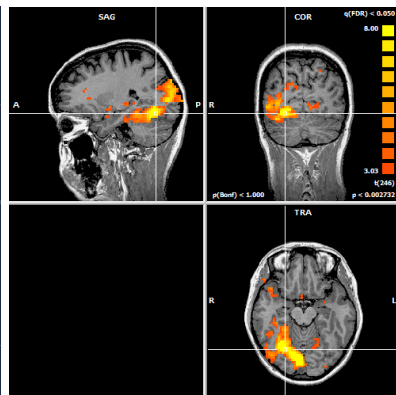 SAG
A
P
COR
q(FDR) < 0.050
8.00
R
3.03
t(246)
p(Bonf) < 1.000
p < 0.002732
TRA
R
L